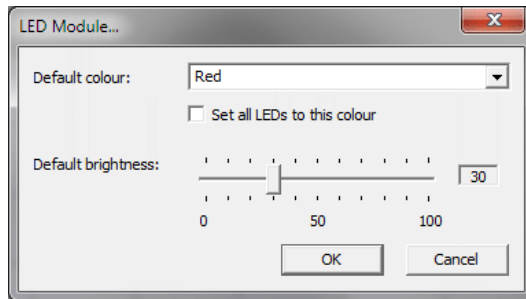 LED Module...
Default colour: Red
Set all LEDs to this colour
Default brightness: 30
0 50 100
OK Cancel